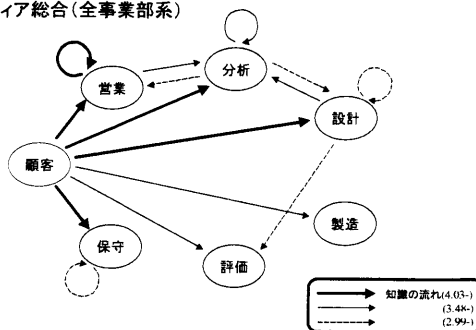 ィア総合(全事業部系)
分析
営業
設計
顧客
製造
保守
評価
知識の流れ(4.03-)
(3.48-)
(2.99-)